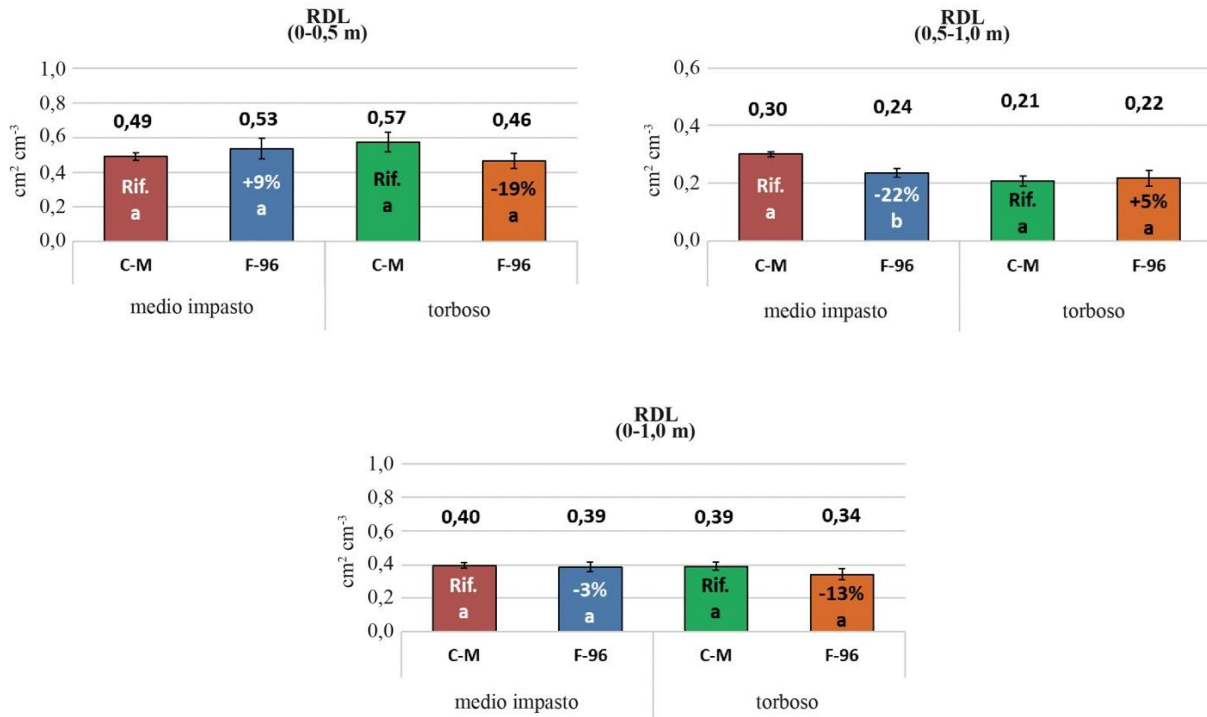 RDL
(0-0,5 m)
cm² cm⁻³
1,0
0,8
0,6
0,4
0,2
0,0
0,49 0,53 0,57 0,46
Rif. +9% Rif. -19%
a a a a
C-M F-96 C-M F-96
medio impasto torboso
RDL
(0,5-1,0 m)
cm² cm⁻³
0,6
0,4
0,2
0,0
0,30 0,24 0,21 0,22
Rif. -22% Rif. +5%
a b a a
C-M F-96 C-M F-96
medio impasto torboso
RDL
(0-1,0 m)
cm² cm⁻³
1,0
0,8
0,6
0,4
0,2
0,0
0,40 0,39 0,39 0,34
Rif. -3% Rif. -13%
a a a a
C-M F-96 C-M F-96
medio impasto torboso